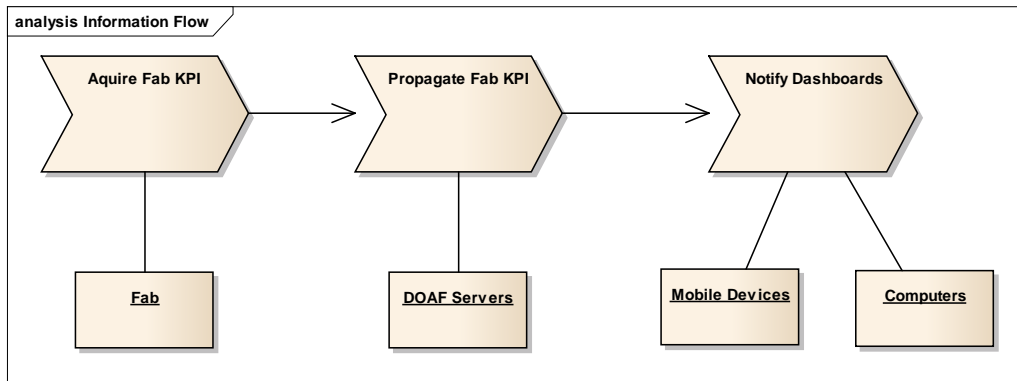 analysis Information Flow
Aquire Fab KPI
Propagate Fab KPI
Notify Dashboards
Fab
DOAF Servers
Mobile Devices
Computers